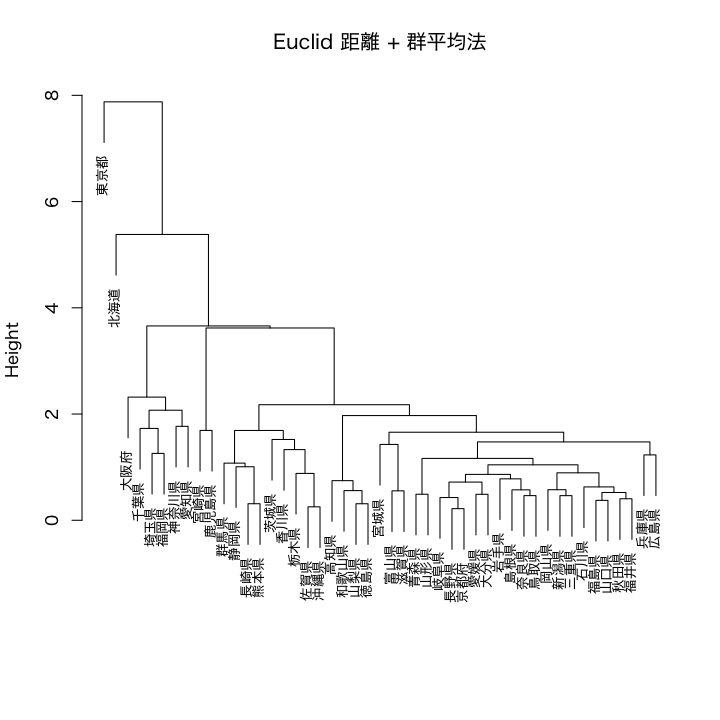 Euclid 距離 + 群平均法
Height
8
6
4
2
0
東京都
北海道
大阪府
千葉県
埼玉県
福岡県
神奈川県
愛知県
宮崎県
鹿児島県
群馬県
静岡県
長崎県
熊本県
茨城県
香川県
栃木県
佐賀県
沖縄県
高知県
和歌山県
山梨県
徳島県
宮城県
富山県
滋賀県
青森県
山形県
岐阜県
長野県
京都府
愛媛県
大分県
岩手県
島根県
奈良県
鳥取県
岡山県
新潟県
三重県
石川県
福島県
山口県
秋田県
福井県
兵庫県
広島県